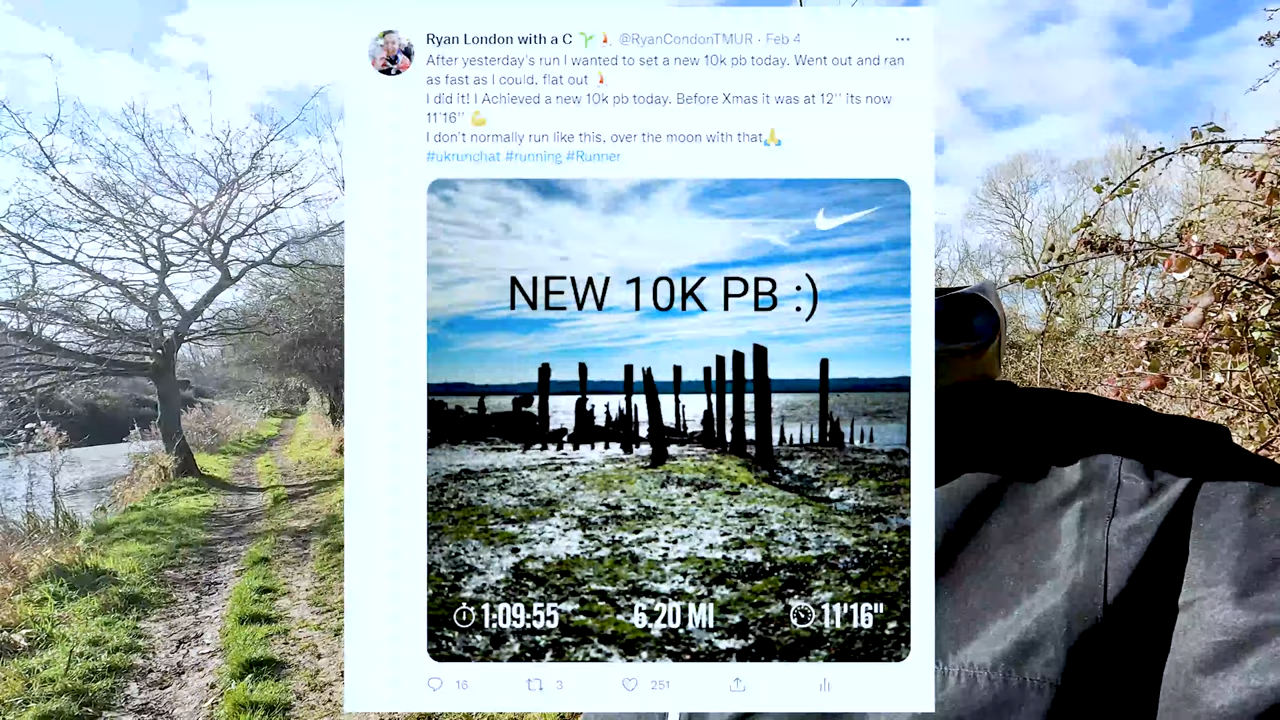 Ryan London with a C @RyanCondonTMUR · Feb 4
After yesterday's run I wanted to set a new 10k pb today. Went out and ran
as fast as I could, flat out
I did it! I Achieved a new 10k pb today. Before Xmas it was at 12'' its now
11'16''
I don't normally run like this, over the moon with that
#ukrunchat #running #Runner
NEW 10K PB :)
1:09:55 6.20 MI 11'16"
16 3 251